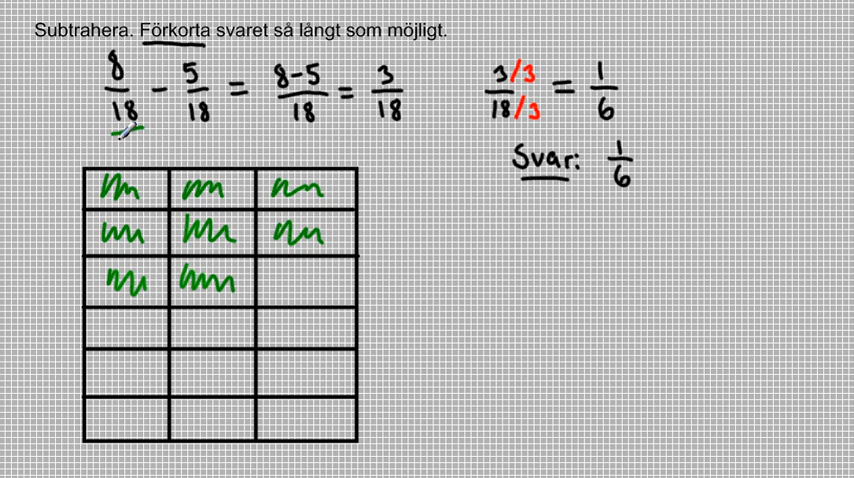 Subtrahera. Förkorta svaret så långt som möjligt.
8/18 - 5/18 = 8-5/18 = 3/18
3/3 / 18/3 = 1/6
Svar: 1/6